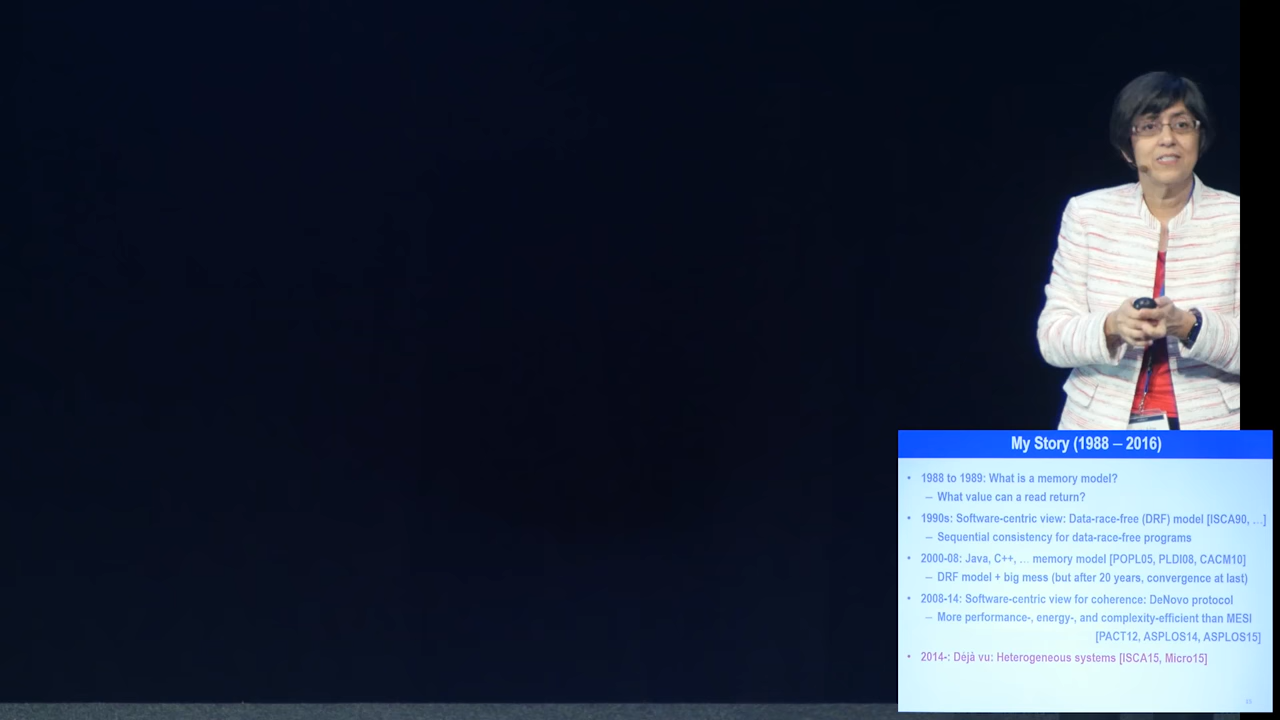 My Story (1988 – 2016)
• 1988 to 1989: What is a memory model?
– What value can a read return?
• 1990s: Software-centric view: Data-race-free (DRF) model [ISCA90, ...]
– Sequential consistency for data-race-free programs
• 2000-08: Java, C++, ... memory model [POPL05, PLDI08, CACM10]
– DRF model + big mess (but after 20 years, convergence at last)
• 2008-14: Software-centric view for coherence: DeNovo protocol
– More performance-, energy-, and complexity-efficient than MESI
[PACT12, ASPLOS14, ASPLOS15]
• 2014-: Déjà vu: Heterogeneous systems [ISCA15, Micro15]